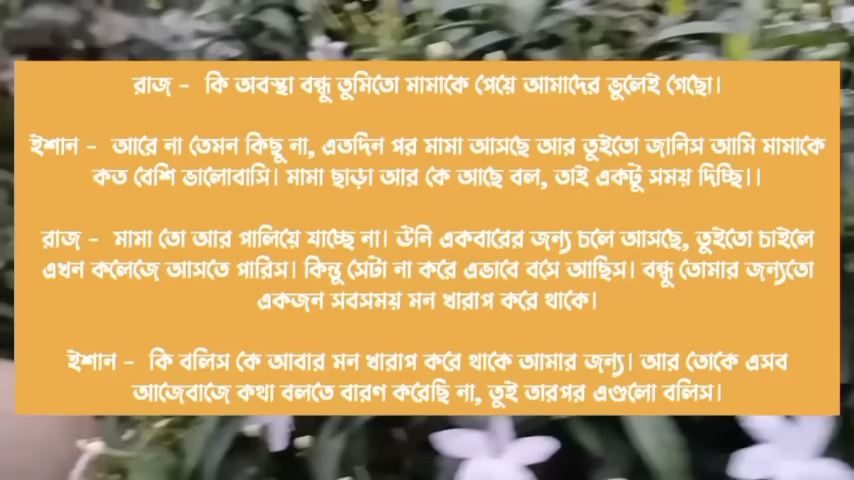 রাজ - কি অবস্থা বন্ধু তুমিতো মামাকে পেয়ে আমাদের ভুলেই গেছো।
ইশান - আরে না তেমন কিছু না, এতদিন পর মামা আসছে আর তুইতো জানিস আমি মামাকে
কত বেশি ভালোবাসি। মামা ছাড়া আর কে আছে বল, তাই একটু সময় দিচ্ছি।।
রাজ - মামা তো আর পালিয়ে যাচ্ছে না। উনি একবারের জন্য চলে আসছে, তুইতো চাইলে
এখন কলেজে আসতে পারিস। কিন্তু সেটা না করে এভাবে বসে আছিস। বন্ধু তোমার জন্যতো
একজন সবসময় মন খারাপ করে থাকে।
ইশান - কি বলিস কে আবার মন খারাপ করে থাকে আমার জন্য। আর তোকে এসব
আজেবাজে কথা বলতে বারণ করেছি না, তুই তারপর এগুলো বলিস।